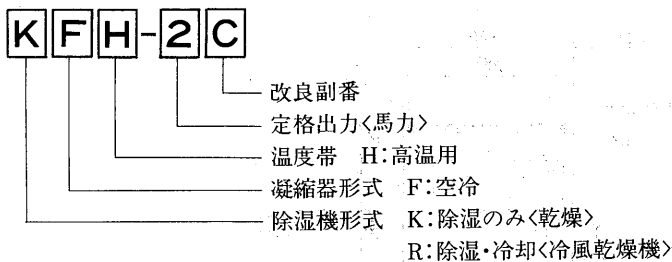 KFH-2C
改良副番
定格出力<馬力>
温度帯 H:高温用
凝縮器形式 F:空冷
除湿機形式 K:除湿のみ<乾燥>
R:除湿・冷却<冷風乾燥機>